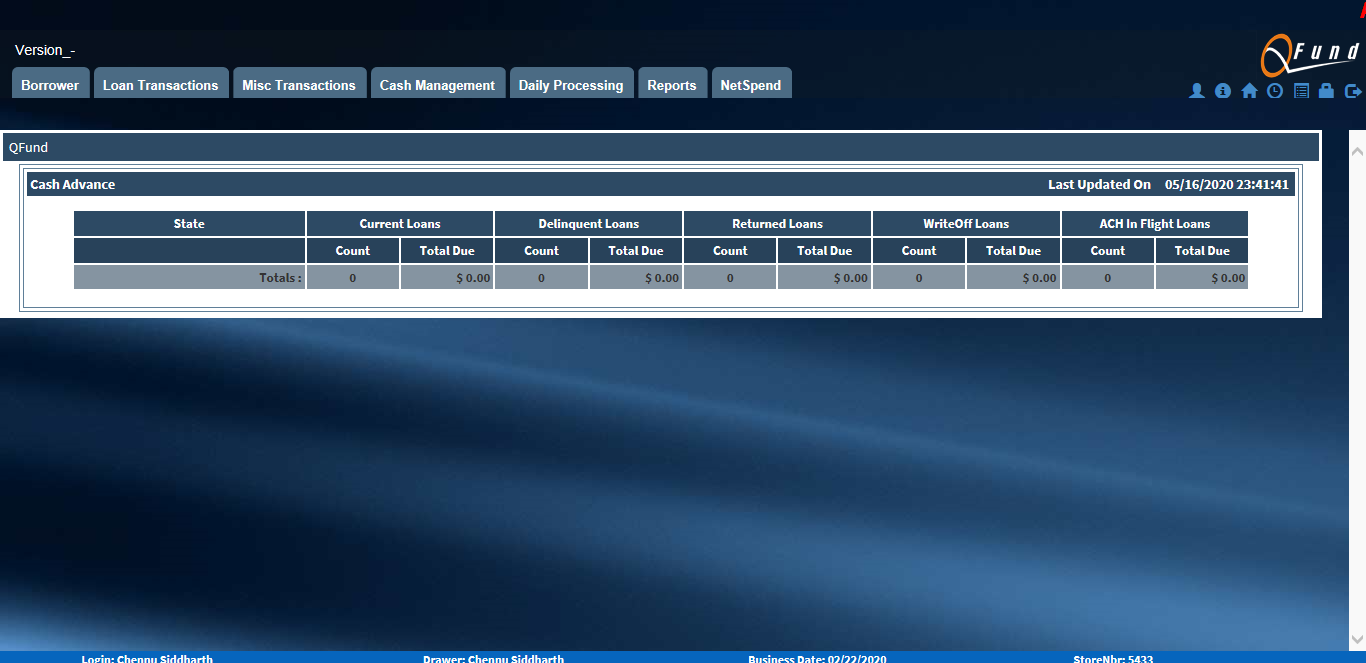 Version_-
QFund
Borrower Loan Transactions Misc Transactions Cash Management Daily Processing Reports NetSpend
QFund
Cash Advance Last Updated On 05/16/2020 23:41:41
State Current Loans Delinquent Loans Returned Loans WriteOff Loans ACH In Flight Loans
Count Total Due Count Total Due Count Total Due Count Total Due Count Total Due
Totals : 0 $ 0.00 0 $ 0.00 0 $ 0.00 0 $ 0.00 0 $ 0.00
Login: Chennu Siddharth Drawer: Chennu Siddharth Business Date: 02/22/2020 StoreNbr: 5433